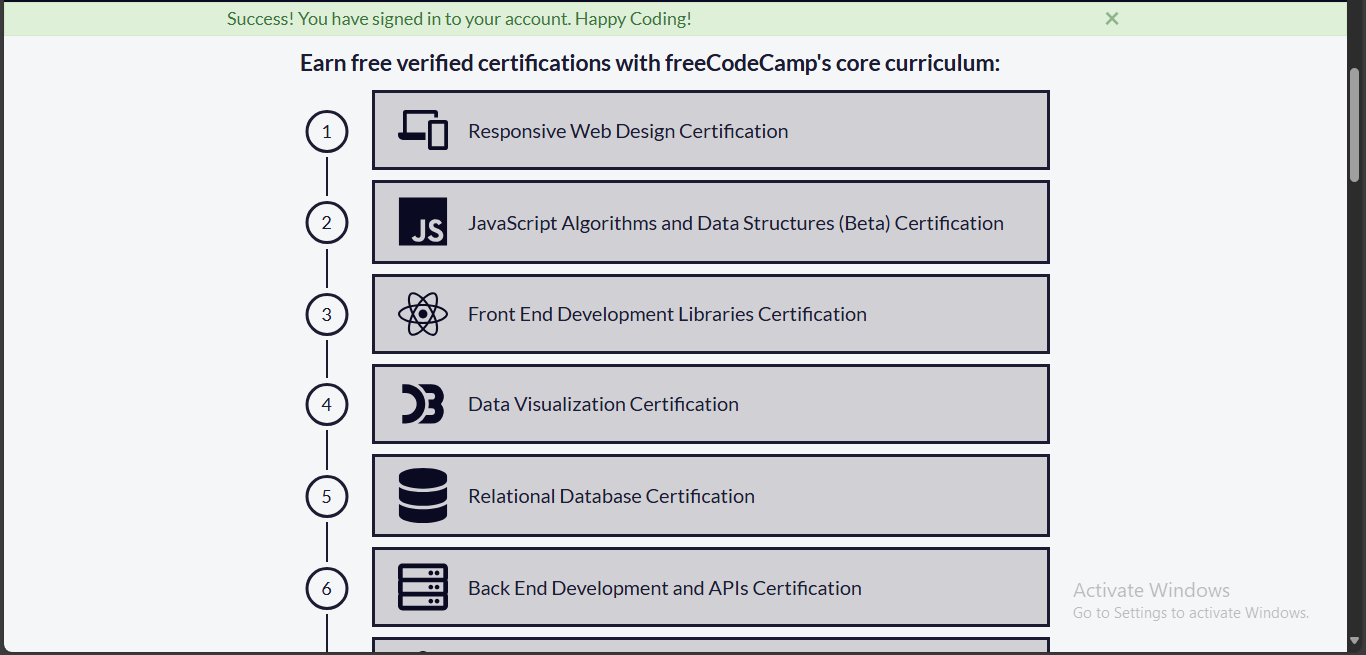 Success! You have signed in to your account. Happy Coding!
Earn free verified certifications with freeCodeCamp's core curriculum:
1
Responsive Web Design Certification
2
JS
JavaScript Algorithms and Data Structures (Beta) Certification
3
Front End Development Libraries Certification
4
Data Visualization Certification
5
Relational Database Certification
6
Back End Development and APIs Certification
Activate Windows
Go to Settings to activate Windows.